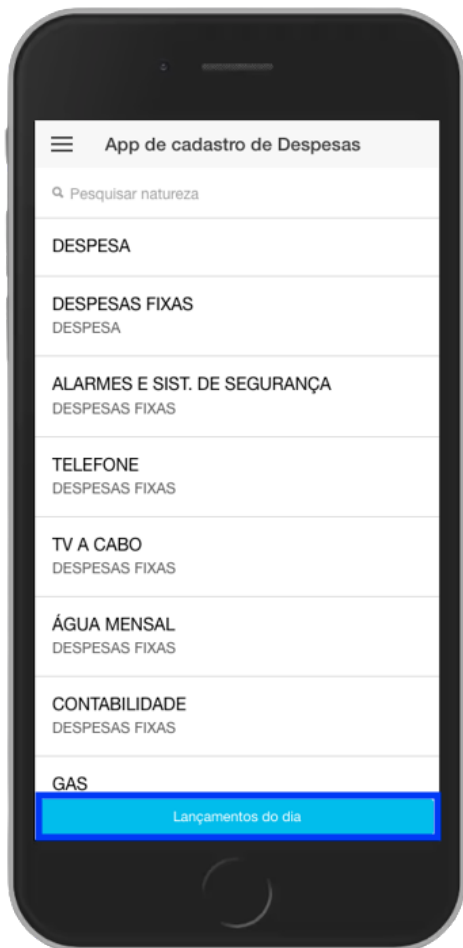 App de cadastro de Despesas
Pesquisar natureza
DESPESA
DESPESAS FIXAS
DESPESA
ALARMES E SIST. DE SEGURANÇA
DESPESAS FIXAS
TELEFONE
DESPESAS FIXAS
TV A CABO
DESPESAS FIXAS
ÁGUA MENSAL
DESPESAS FIXAS
CONTABILIDADE
DESPESAS FIXAS
GAS
Lançamentos do dia